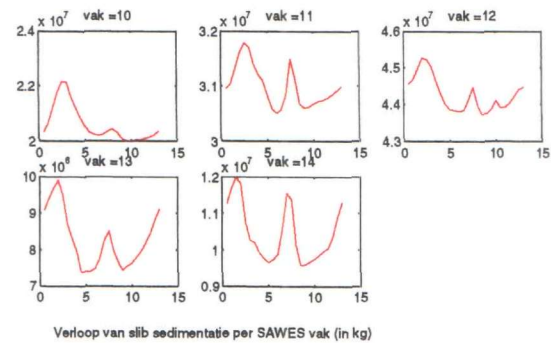 x 10^7 vak =10
2.4
2.2
2
0 5 10 15
x 10^7 vak =11
3.2
3.1
3
0 5 10 15
x 10^7 vak =12
4.6
4.5
4.4
4.3
0 5 10 15
x 10^6 vak =13
10
9
8
7
0 5 10 15
x 10^7 vak =14
1.2
1.1
1
0.9
0 5 10 15
Verloop van slib sedimentatie per SAWES vak (in kg)